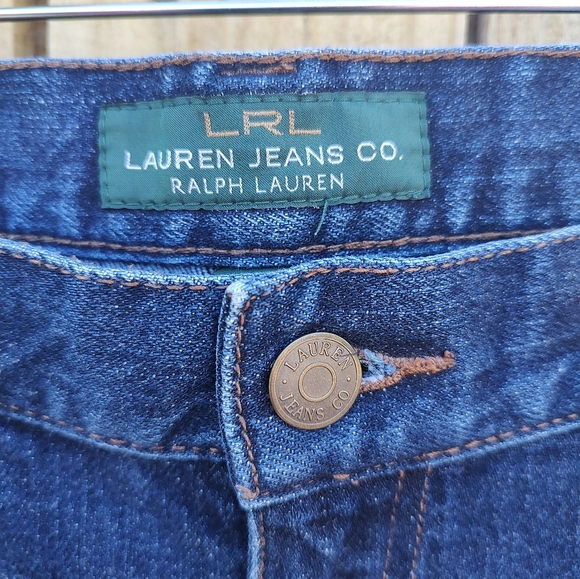 LRL
LAUREN JEANS CO.
RALPH LAUREN
· LAUREN ·
JEANS CO